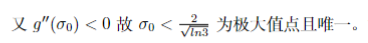 又 g''(σ₀) < 0 故 σ₀ < 2/√ln3 为极大值点且唯一。